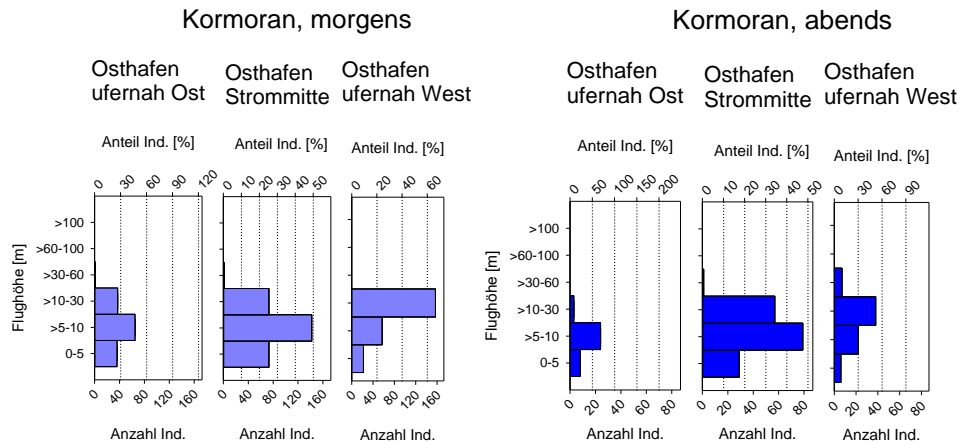 Kormoran, morgens
Osthafen
ufernah Ost
Osthafen
Strommitte
Osthafen
ufernah West
Anteil Ind. [%]
Anteil Ind. [%]
Anteil Ind. [%]
0 30 60 90 120
0 10 20 30 40 50
0 20 40 60
Flughöhe [m]
>100
>60-100
>30-60
>10-30
>5-10
0-5
0 40 80 120 160
0 40 80 120 160
0 40 80 120 160
Anzahl Ind.
Anzahl Ind.
Anzahl Ind.
Kormoran, abends
Osthafen
ufernah Ost
Osthafen
Strommitte
Osthafen
ufernah West
Anteil Ind. [%]
Anteil Ind. [%]
Anteil Ind. [%]
0 50 100 150 200
0 10 20 30 40 50
0 30 60 90
Flughöhe [m]
>100
>60-100
>30-60
>10-30
>5-10
0-5
0 20 40 60 80
0 20 40 60 80
0 20 40 60 80
Anzahl Ind.
Anzahl Ind.
Anzahl Ind.